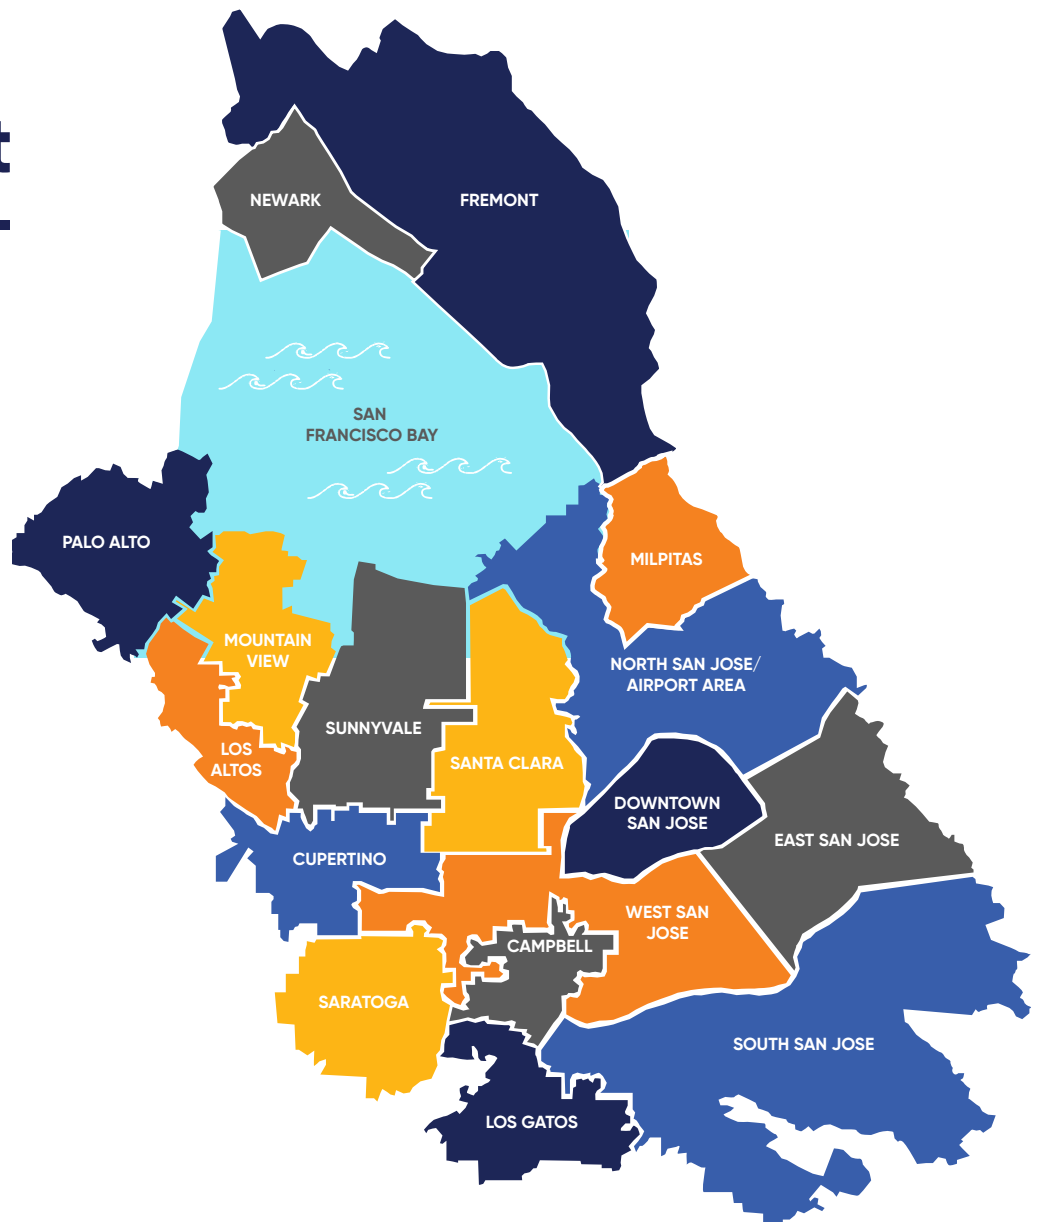 t
NEWARK
FREMONT
SAN
FRANCISCO BAY
PALO ALTO
MILPITAS
MOUNTAIN
VIEW
NORTH SAN JOSE/
AIRPORT AREA
SUNNYVALE
LOS
ALTOS
SANTA CLARA
DOWNTOWN
SAN JOSE
EAST SAN JOSE
CUPERTINO
WEST SAN
JOSE
CAMPBELL
SARATOGA
SOUTH SAN JOSE
LOS GATOS